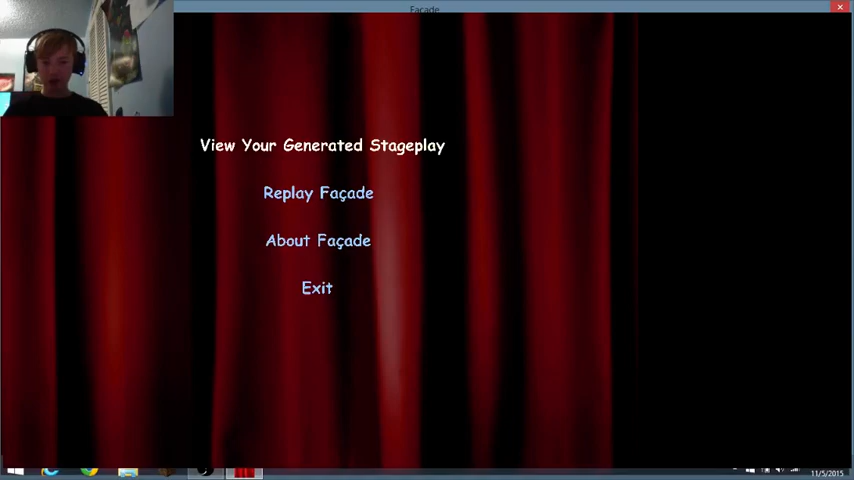 Façade
View Your Generated Stageplay
Replay Façade
About Façade
Exit
11/5/2015